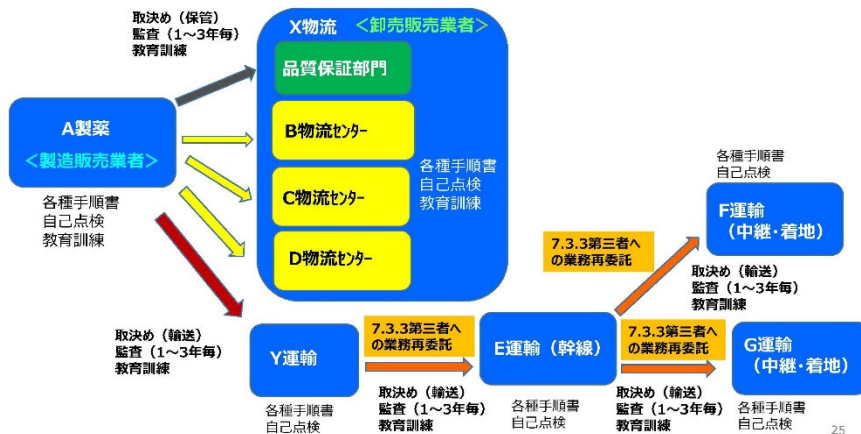 取決め（保管）
監査（1～3年毎）
教育訓練
X物流 ＜卸売販売業者＞
品質保証部門
B物流センター
C物流センター
D物流センター
各種手順書
自己点検
教育訓練
A製薬
＜製造販売業者＞
各種手順書
自己点検
教育訓練
取決め（輸送）
監査（1～3年毎）
教育訓練
Y運輸
各種手順書
自己点検
7.3.3第三者へ
の業務再委託
取決め（輸送）
監査（1～3年毎）
教育訓練
E運輸（幹線）
各種手順書
自己点検
7.3.3第三者へ
の業務再委託
取決め（輸送）
監査（1～3年毎）
教育訓練
各種手順書
自己点検
F運輸
（中継・着地）
7.3.3第三者へ
の業務再委託
取決め（輸送）
監査（1～3年毎）
教育訓練
G運輸
（中継・着地）
各種手順書
自己点検
25